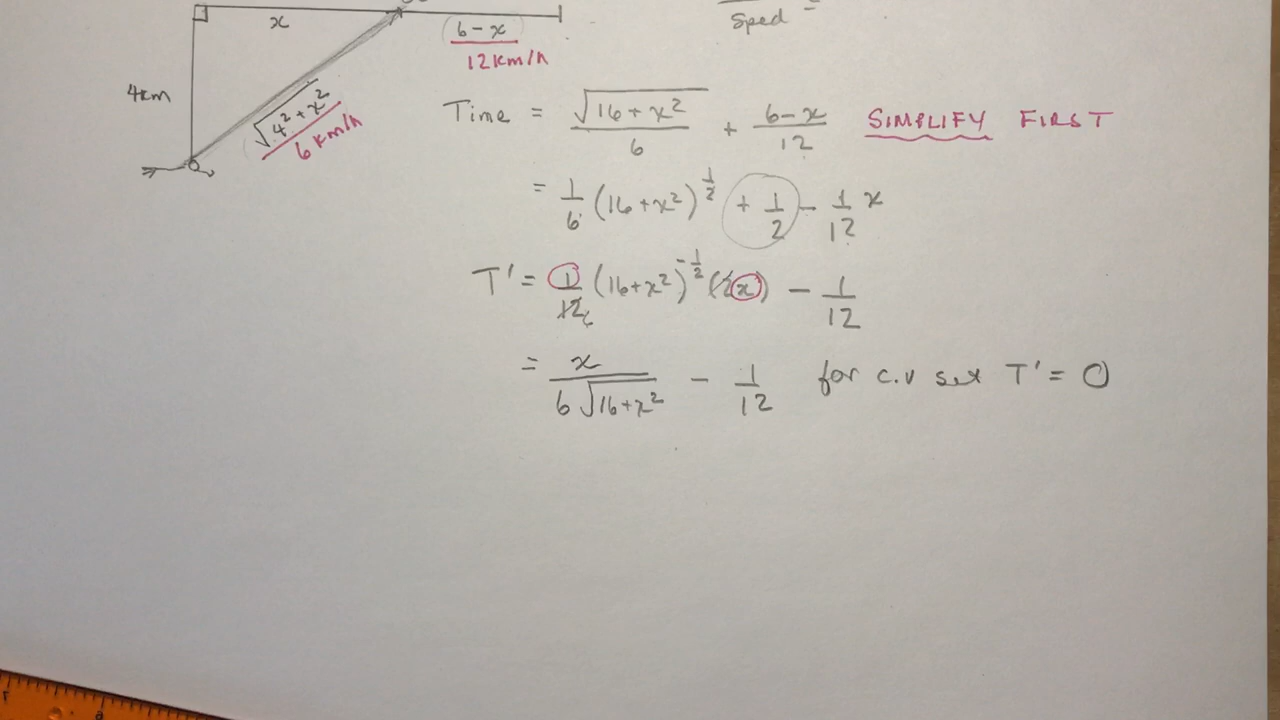 x
6-x
12km/h
Sped =
4km
√4²+x²
6 km/h
Time = √16+x² / 6 + 6-x / 12 SIMPLIFY FIRST
= 1/6 (16+x²)^1/2 + 1/2 - 1/12 x
T' = 1/12 6 (16+x²)^-1/2 (2x) - 1/12
= x / 6√16+x² - 1/12 for c.v set T' = 0